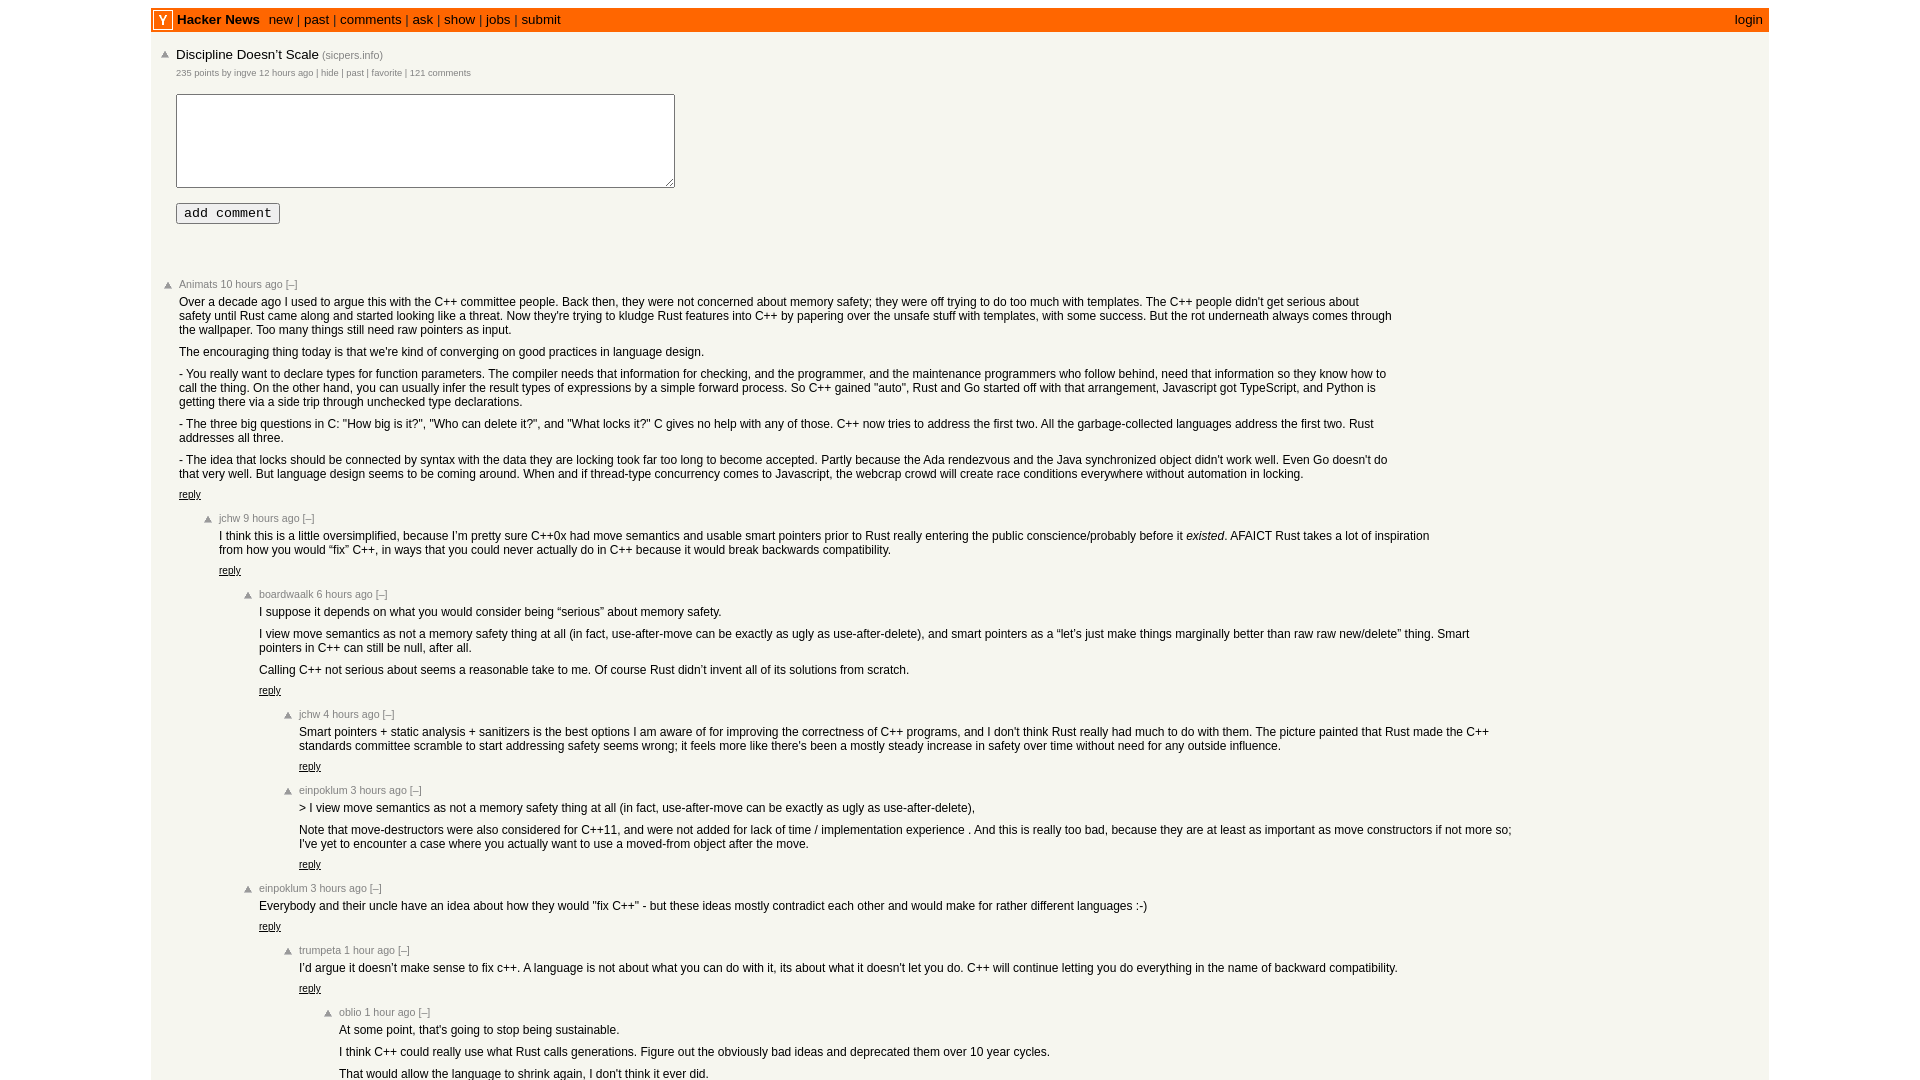 Y Hacker News new | past | comments | ask | show | jobs | submit login
Discipline Doesn’t Scale (sicpers.info)
235 points by ingve 12 hours ago | hide | past | favorite | 121 comments
add comment
Animats 10 hours ago [–]
Over a decade ago I used to argue this with the C++ committee people. Back then, they were not concerned about memory safety; they were off trying to do too much with templates. The C++ people didn't get serious about
safety until Rust came along and started looking like a threat. Now they're trying to kludge Rust features into C++ by papering over the unsafe stuff with templates, with some success. But the rot underneath always comes through
the wallpaper. Too many things still need raw pointers as input.
The encouraging thing today is that we're kind of converging on good practices in language design.
- You really want to declare types for function parameters. The compiler needs that information for checking, and the programmer, and the maintenance programmers who follow behind, need that information so they know how to
call the thing. On the other hand, you can usually infer the result types of expressions by a simple forward process. So C++ gained "auto", Rust and Go started off with that arrangement, Javascript got TypeScript, and Python is
getting there via a side trip through unchecked type declarations.
- The three big questions in C: "How big is it?", "Who can delete it?", and "What locks it?" C gives no help with any of those. C++ now tries to address the first two. All the garbage-collected languages address the first two. Rust
addresses all three.
- The idea that locks should be connected by syntax with the data they are locking took far too long to become accepted. Partly because the Ada rendezvous and the Java synchronized object didn't work well. Even Go doesn't do
that very well. But language design seems to be coming around. When and if thread-type concurrency comes to Javascript, the webcrap crowd will create race conditions everywhere without automation in locking.
reply
jchw 9 hours ago [–]
I think this is a little oversimplified, because I’m pretty sure C++0x had move semantics and usable smart pointers prior to Rust really entering the public conscience/probably before it existed. AFAICT Rust takes a lot of inspiration
from how you would “fix” C++, in ways that you could never actually do in C++ because it would break backwards compatibility.
reply
boardwaalk 6 hours ago [–]
I suppose it depends on what you would consider being “serious” about memory safety.
I view move semantics as not a memory safety thing at all (in fact, use-after-move can be exactly as ugly as use-after-delete), and smart pointers as a “let’s just make things marginally better than raw raw new/delete” thing. Smart
pointers in C++ can still be null, after all.
Calling C++ not serious about seems a reasonable take to me. Of course Rust didn’t invent all of its solutions from scratch.
reply
jchw 4 hours ago [–]
Smart pointers + static analysis + sanitizers is the best options I am aware of for improving the correctness of C++ programs, and I don't think Rust really had much to do with them. The picture painted that Rust made the C++
standards committee scramble to start addressing safety seems wrong; it feels more like there's been a mostly steady increase in safety over time without need for any outside influence.
reply
einpoklum 3 hours ago [–]
> I view move semantics as not a memory safety thing at all (in fact, use-after-move can be exactly as ugly as use-after-delete),
Note that move-destructors were also considered for C++11, and were not added for lack of time / implementation experience . And this is really too bad, because they are at least as important as move constructors if not more so;
I've yet to encounter a case where you actually want to use a moved-from object after the move.
reply
einpoklum 3 hours ago [–]
Everybody and their uncle have an idea about how they would "fix C++" - but these ideas mostly contradict each other and would make for rather different languages :-)
reply
trumpeta 1 hour ago [–]
I’d argue it doesn’t make sense to fix c++. A language is not about what you can do with it, its about what it doesn't let you do. C++ will continue letting you do everything in the name of backward compatibility.
reply
oblio 1 hour ago [–]
At some point, that's going to stop being sustainable.
I think C++ could really use what Rust calls generations. Figure out the obviously bad ideas and deprecated them over 10 year cycles.
That would allow the language to shrink again, I don't think it ever did.